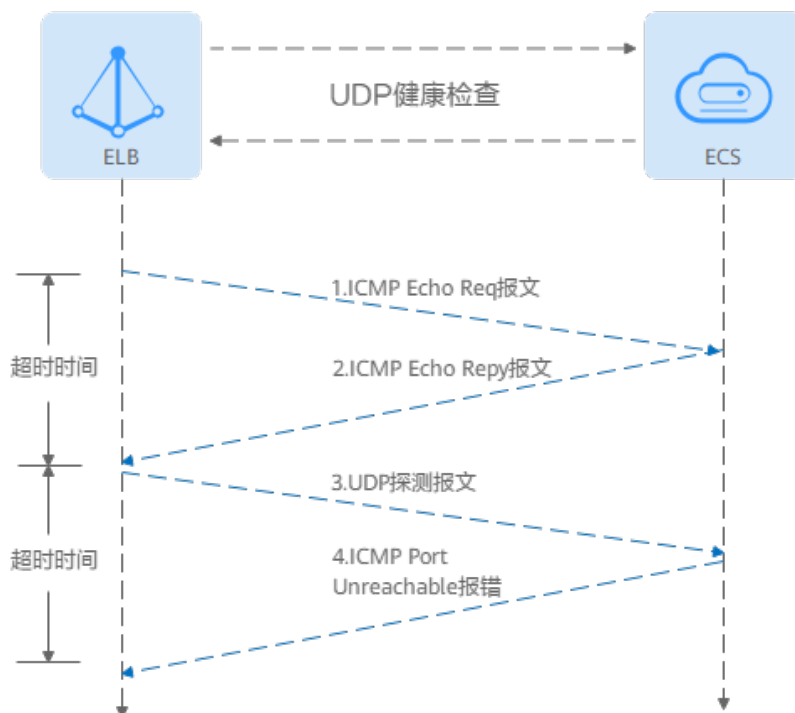 UDP健康检查
ELB
ECS
1.ICMP Echo Req报文
超时时间
2.ICMP Echo Repy报文
3.UDP探测报文
超时时间
4.ICMP Port
Unreachable报错